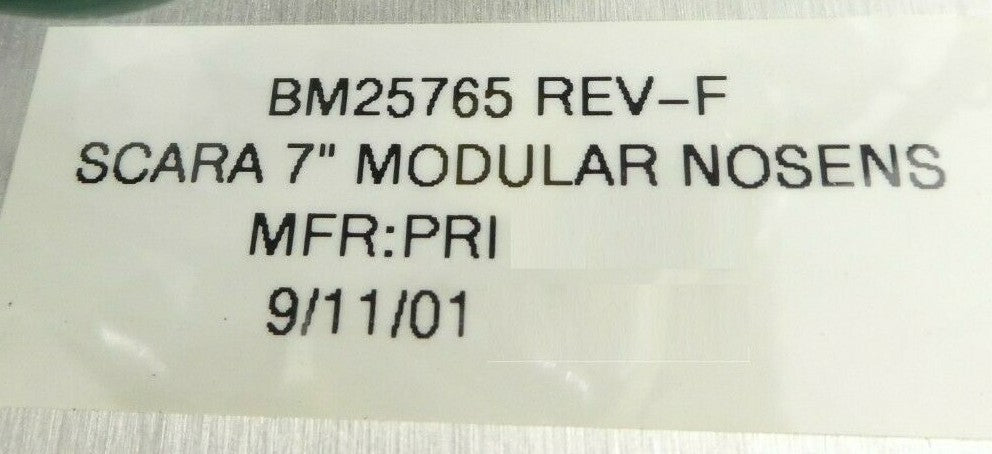 BM25765 REV-F
SCARA 7" MODULAR NOSENS
MFR:PRI
9/11/01